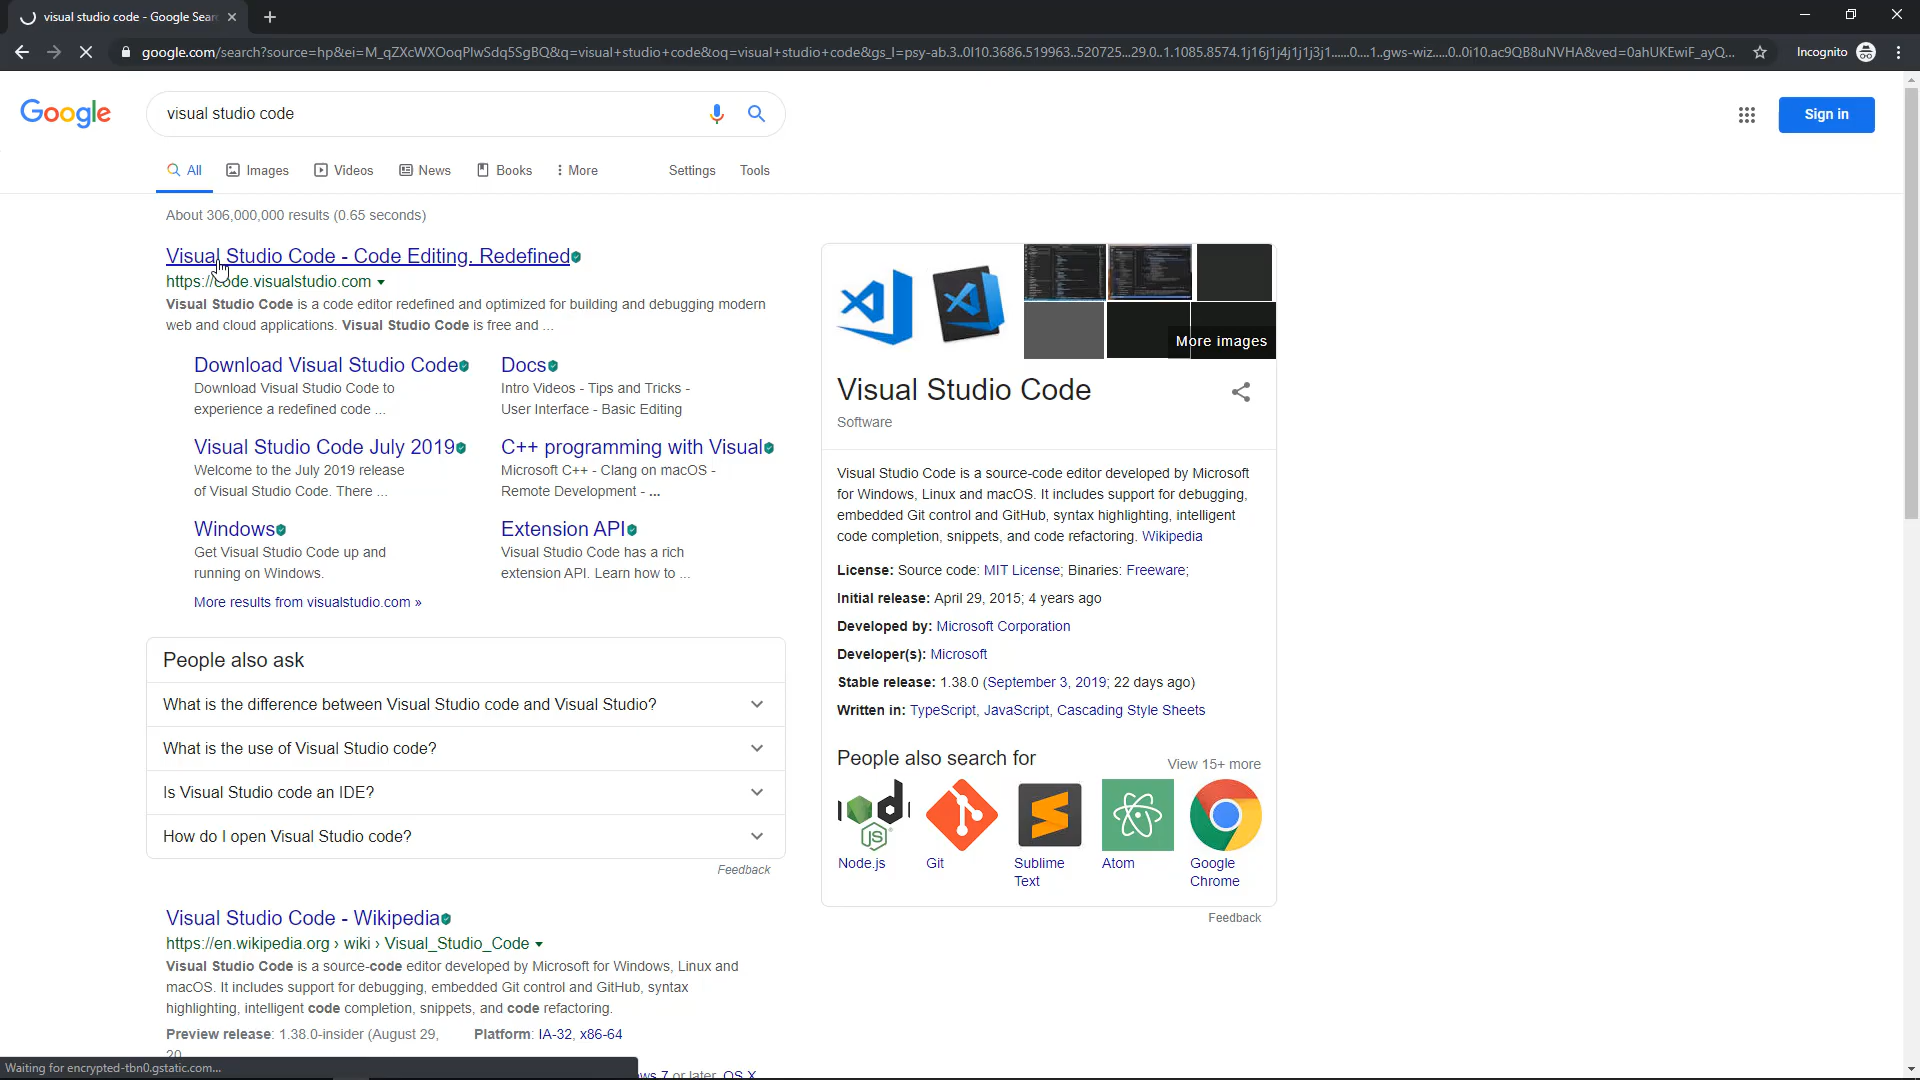 visual studio code - Google Sear
google.com/search?source=hp&ei=M_qZXcWXOoqPlwSdq5SgBQ&q=visual+studio+code&oq=visual+studio+code&gs_l=psy-ab.3..0l10.3686.519963..520725...29.0..1.1085.8574.1j16j1j4j1j1j3j1......0....1..gws-wiz.....0..0i10.ac9QB8uNVHA&ved=0ahUKEwiF_ayQ...
Incognito
Google
visual studio code
Sign in
All
Images
Videos
News
Books
More
Settings
Tools
About 306,000,000 results (0.65 seconds)
Visual Studio Code - Code Editing. Redefined
https://code.visualstudio.com
Visual Studio Code is a code editor redefined and optimized for building and debugging modern
web and cloud applications. Visual Studio Code is free and ...
Download Visual Studio Code
Download Visual Studio Code to
experience a redefined code ...
Docs
Intro Videos - Tips and Tricks -
User Interface - Basic Editing
Visual Studio Code July 2019
Welcome to the July 2019 release
of Visual Studio Code. There ...
C++ programming with Visual
Microsoft C++ - Clang on macOS -
Remote Development - ...
Windows
Get Visual Studio Code up and
running on Windows.
Extension API
Visual Studio Code has a rich
extension API. Learn how to ...
More results from visualstudio.com »
People also ask
What is the difference between Visual Studio code and Visual Studio?
What is the use of Visual Studio code?
Is Visual Studio code an IDE?
How do I open Visual Studio code?
Feedback
Visual Studio Code - Wikipedia
https://en.wikipedia.org › wiki › Visual_Studio_Code
Visual Studio Code is a source-code editor developed by Microsoft for Windows, Linux and
macOS. It includes support for debugging, embedded Git control and GitHub, syntax
highlighting, intelligent code completion, snippets, and code refactoring.
Preview release: 1.38.0-insider (August 29,
20
Platform: IA-32, x86-64
ws 7 or later, OS X
Waiting for encrypted-tbn0.gstatic.com...
More images
Visual Studio Code
Software
Visual Studio Code is a source-code editor developed by Microsoft
for Windows, Linux and macOS. It includes support for debugging,
embedded Git control and GitHub, syntax highlighting, intelligent
code completion, snippets, and code refactoring. Wikipedia
License: Source code: MIT License; Binaries: Freeware;
Initial release: April 29, 2015; 4 years ago
Developed by: Microsoft Corporation
Developer(s): Microsoft
Stable release: 1.38.0 (September 3, 2019; 22 days ago)
Written in: TypeScript, JavaScript, Cascading Style Sheets
People also search for
View 15+ more
Node.js
Git
Sublime
Text
Atom
Google
Chrome
Feedback